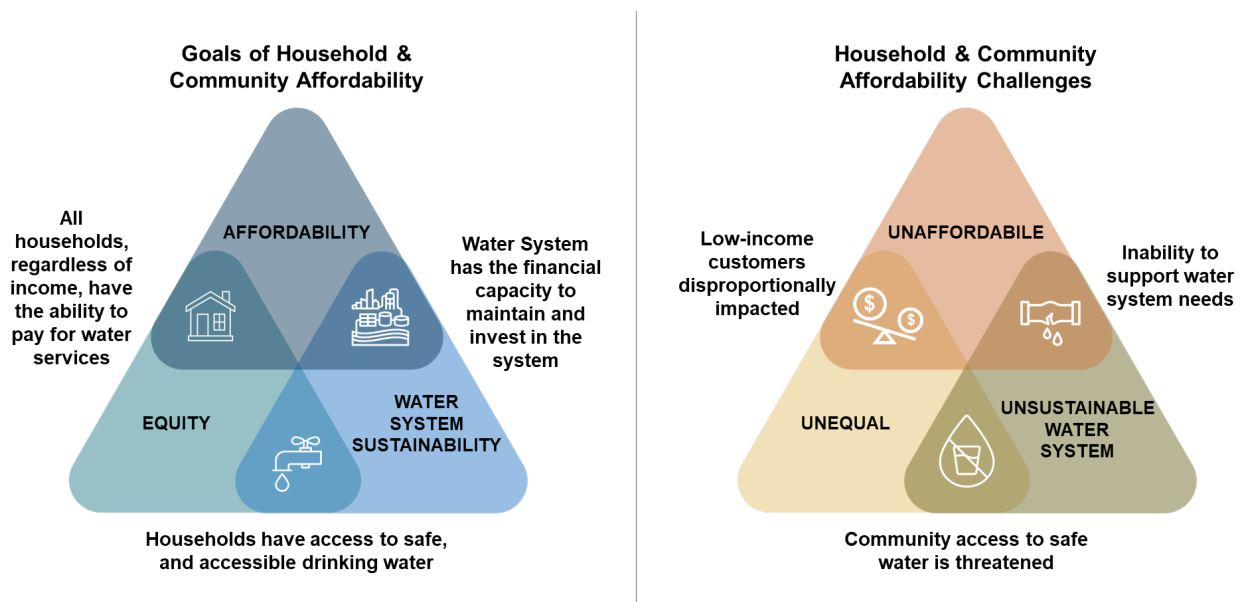 Goals of Household &
Community Affordability
All
households,
regardless of
income, have
the ability to
pay for water
services
AFFORDABILITY
Water System
has the financial
capacity to
maintain and
invest in the
system
EQUITY
WATER
SYSTEM
SUSTAINABILITY
Households have access to safe,
and accessible drinking water
Household & Community
Affordability Challenges
Low-income
customers
disproportionally
impacted
UNAFFORDABILE
Inability to
support water
system needs
$
$
UNEQUAL
UNSUSTAINABLE
WATER
SYSTEM
Community access to safe
water is threatened